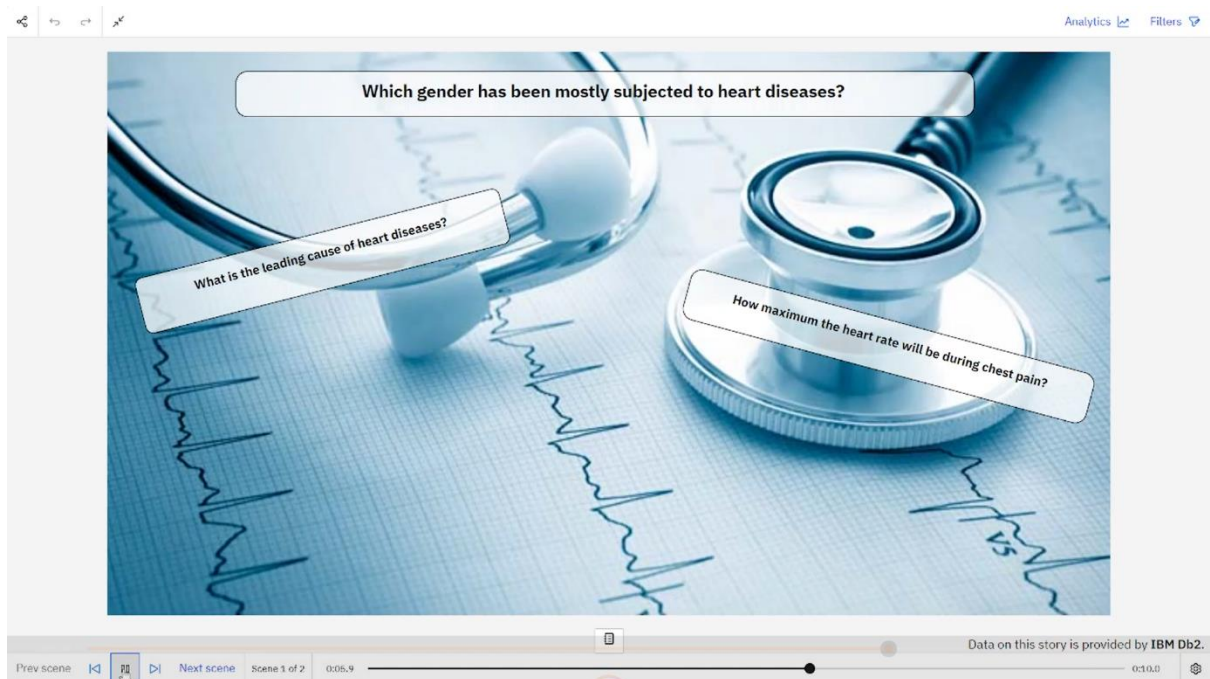 Analytics
Filters
Which gender has been mostly subjected to heart diseases?
What is the leading cause of heart diseases?
How maximum the heart rate will be during chest pain?
V5
Data on this story is provided by IBM Db2.
Prev scene
Next scene
Scene 1 of 2
0:05.9
0:10.0